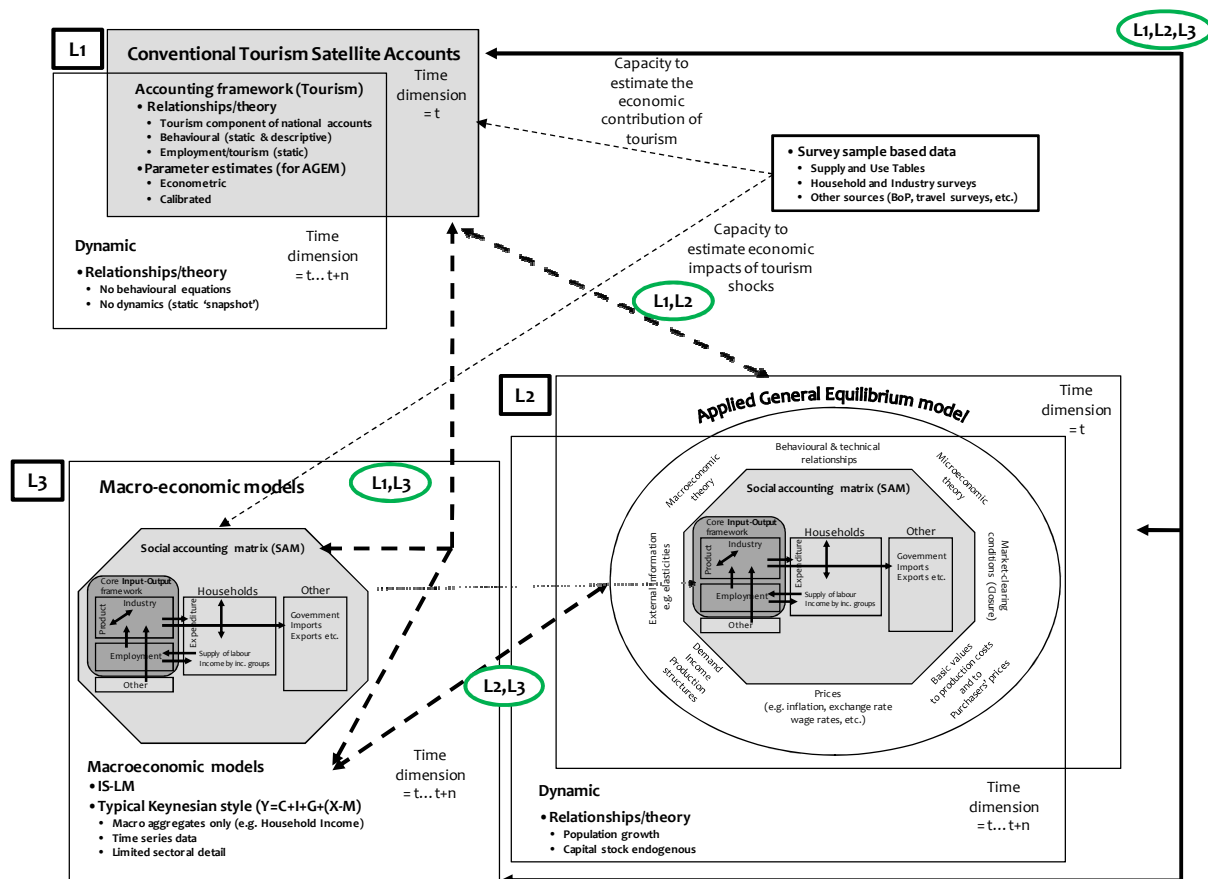 L1,L2,L3
L1
Conventional Tourism Satellite Accounts
Accounting framework (Tourism)
• Relationships/theory
• Tourism component of national accounts
• Behavioural (static & descriptive)
• Employment/tourism (static)
• Parameter estimates (for AGEM)
• Econometric
• Calibrated
Time
dimension
= t
Capacity to
estimate the
economic
contribution of
tourism
• Survey sample based data
• Supply and Use Tables
• Household and Industry surveys
• Other sources (BoP, travel surveys, etc.)
Dynamic
• Relationships/theory
• No behavioural equations
• No dynamics (static ‘snapshot’)
Time
dimension
= t… t+n
Capacity to
estimate economic
impacts of tourism
shocks
L1,L2
L2
Applied General Equilibrium model
Time
dimension
= t
Behavioural & technical
relationships
Macroeconomic
theory
Microeconomic
theory
Social accounting matrix (SAM)
Core Input-Output
framework
Industry
Product
Employment
Other
Households
Expenditure
Supply of labour
Income by inc. groups
Other
Government
Imports
Exports etc.
External information
e.g. elasticities
Market-clearing
conditions (Closure)
Demand
Income
Production
structures
Basic values
to production costs
and to
Purchasers’ prices
Prices
(e.g. inflation, exchange rate
wage rates, etc.)
Dynamic
• Relationships/theory
• Population growth
• Capital stock endogenous
Time
dimension
= t… t+n
L3
Macro-economic models
L1,L3
Social accounting matrix (SAM)
Core Input-Output
framework
Industry
Product
Employment
Other
Households
Expenditure
Supply of labour
Income by inc. groups
Other
Government
Imports
Exports etc.
L2,L3
Macroeconomic models
• IS-LM
• Typical Keynesian style (Y=C+I+G+(X-M)
• Macro aggregates only (e.g. Household Income)
• Time series data
• Limited sectoral detail
Time
dimension
= t… t+n